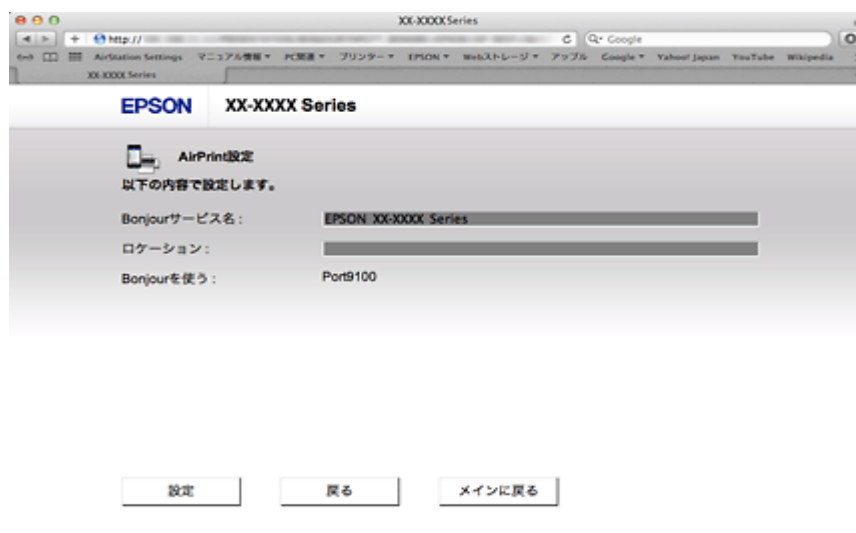 XX-XXXX Series
http://
Google
AirStation Settings マニュアル情報 PC関連 プリンター EPSON Webストレージ アップル Google Yahoo! Japan YouTube Wikipedia
XX-XXXX Series
EPSON XX-XXXX Series
AirPrint設定
以下の内容で設定します。
Bonjourサービス名 : EPSON XX-XXXX Series
ロケーション :
Bonjourを使う : Port9100
設定 戻る メインに戻る